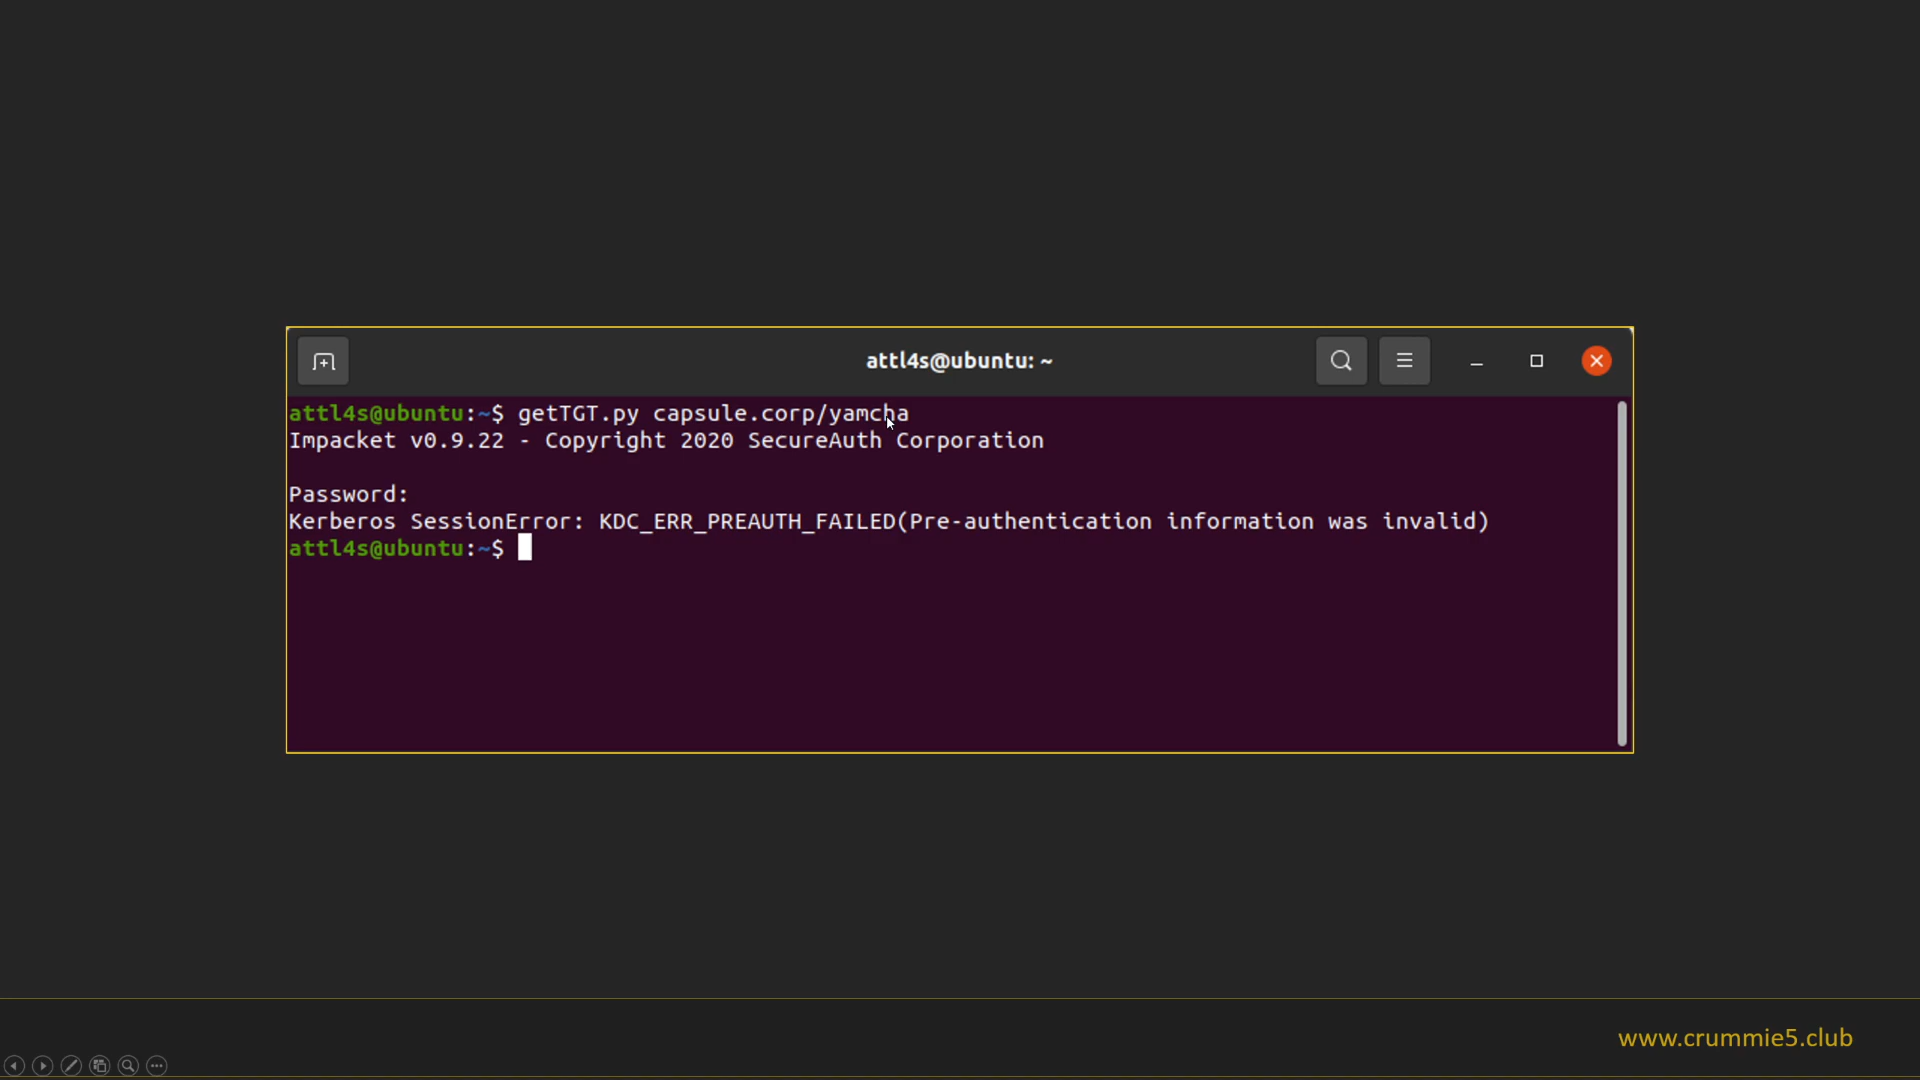 attl4s@ubuntu: ~
attl4s@ubuntu:~$ getTGT.py capsule.corp/yamcha
Impacket v0.9.22 - Copyright 2020 SecureAuth Corporation
Password:
Kerberos SessionError: KDC_ERR_PREAUTH_FAILED(Pre-authentication information was invalid)
attl4s@ubuntu:~$
www.crummie5.club